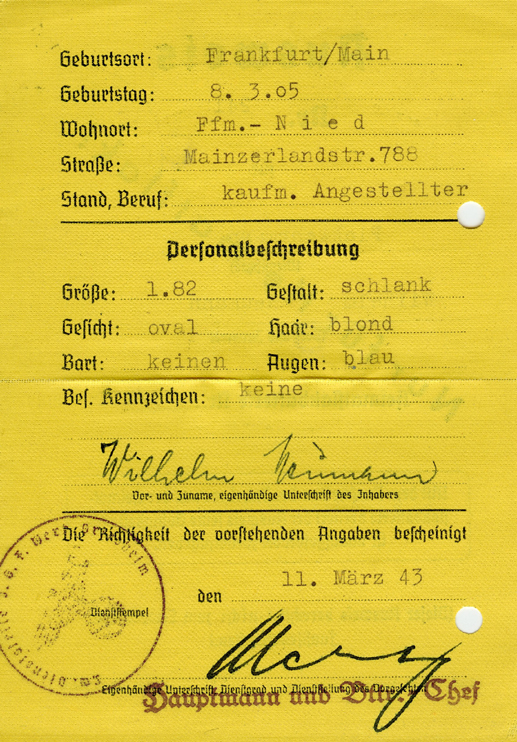 Geburtsort: Frankfurt/Main
Geburtstag: 8. 3.05
Wohnort: Ffm.- N i e d
Straße: Mainzerlandstr.788
Stand, Beruf: kaufm. Angestellter
Personalbeschreibung
Größe: 1.82 Gestalt: schlank
Gesicht: oval Haar: blond
Bart: keinen Augen: blau
Bes. Kennzeichen: keine
Wilhelm Neumann
Vor- und Zuname, eigenhändige Unterschrift des Inhabers
Die Richtigkeit der vorstehenden Angaben bescheinigt
den 11. März 43
Dienststempel
Eigenhändige Unterschrift, Dienstgrad und Dienststellung des Vorgesetzten
Hauptmann und Bttr.-Chef